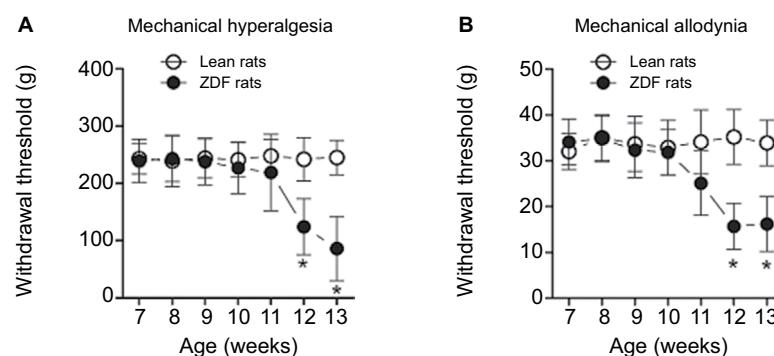 A Mechanical hyperalgesia
Lean rats
ZDF rats
Withdrawal threshold (g)
400
300
200
100
0
7 8 9 10 11 12 13
* *
Age (weeks)
B Mechanical allodynia
Lean rats
ZDF rats
Withdrawal threshold (g)
50
40
30
20
10
0
7 8 9 10 11 12 13
* *
Age (weeks)